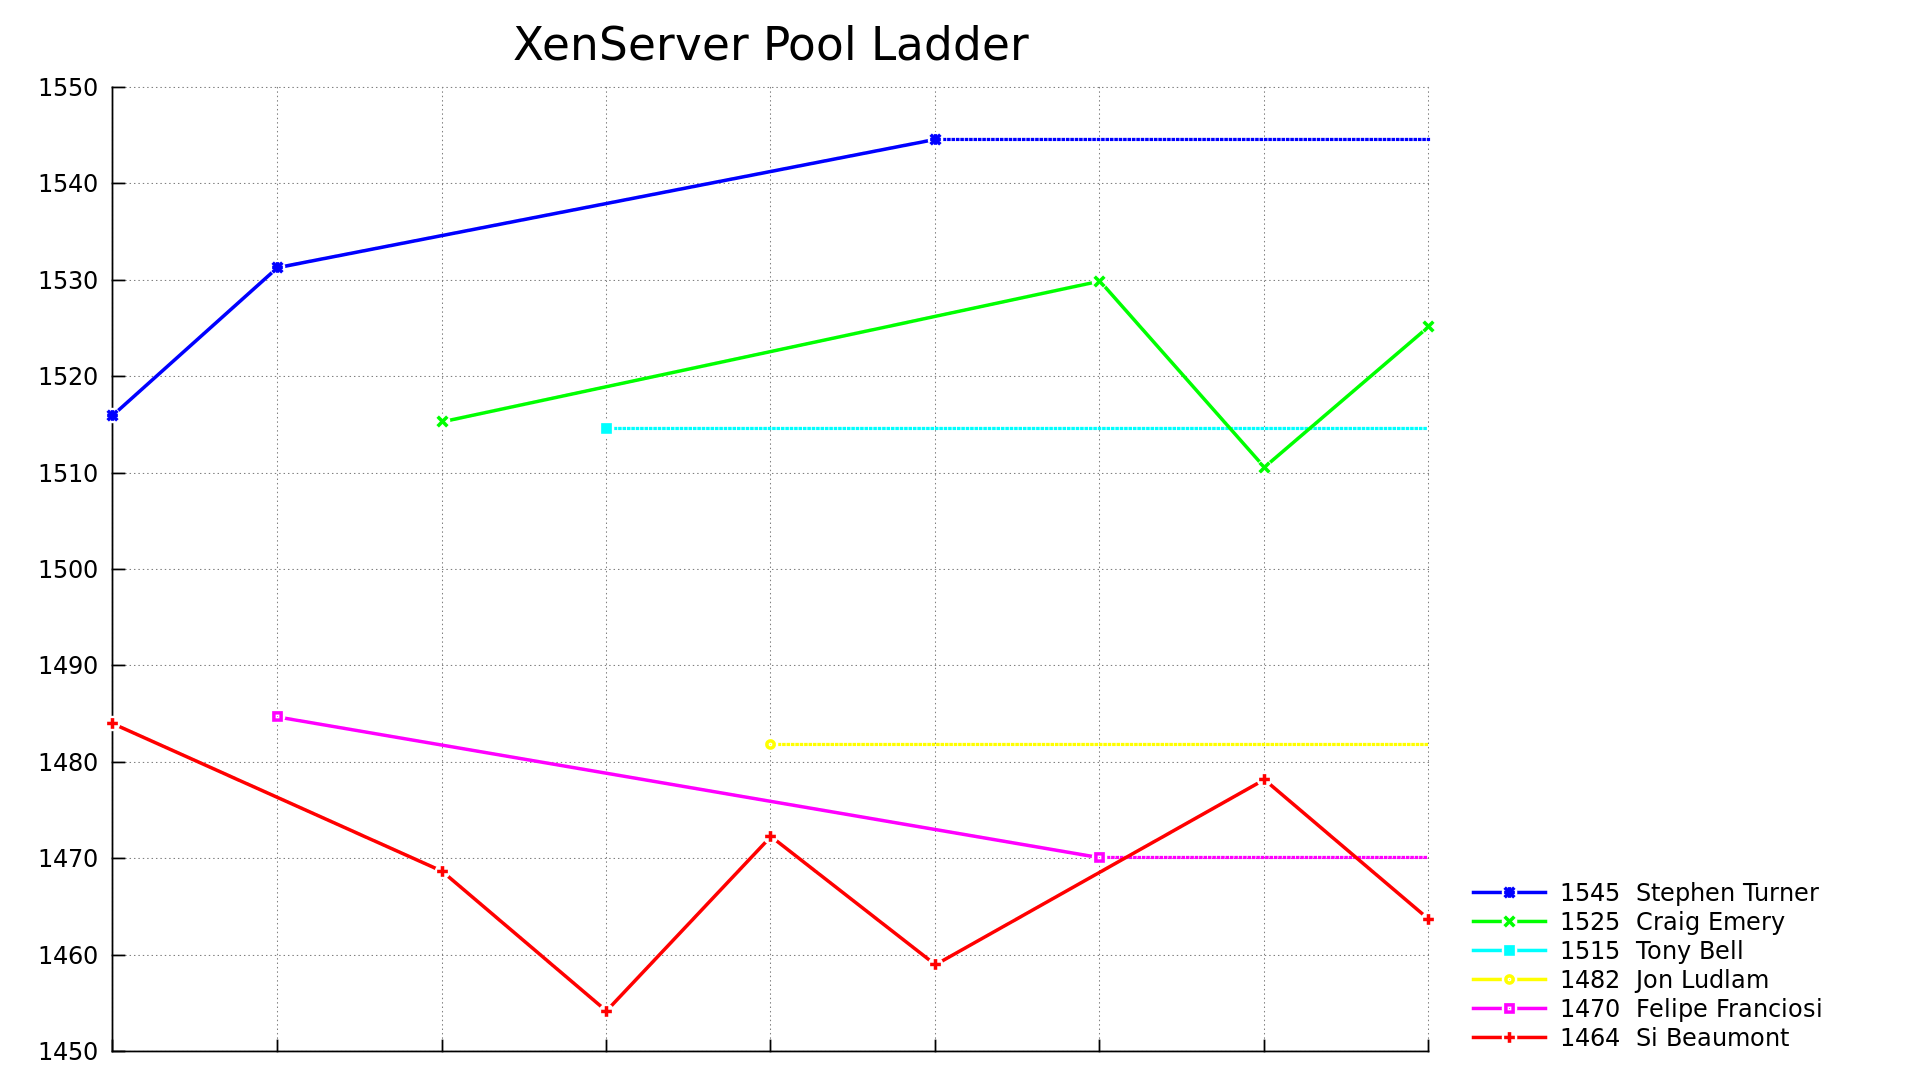 XenServer Pool Ladder
1550
1540
1530
1520
1510
1500
1490
1480
1470
1460
1450
1545 Stephen Turner
1525 Craig Emery
1515 Tony Bell
1482 Jon Ludlam
1470 Felipe Franciosi
1464 Si Beaumont